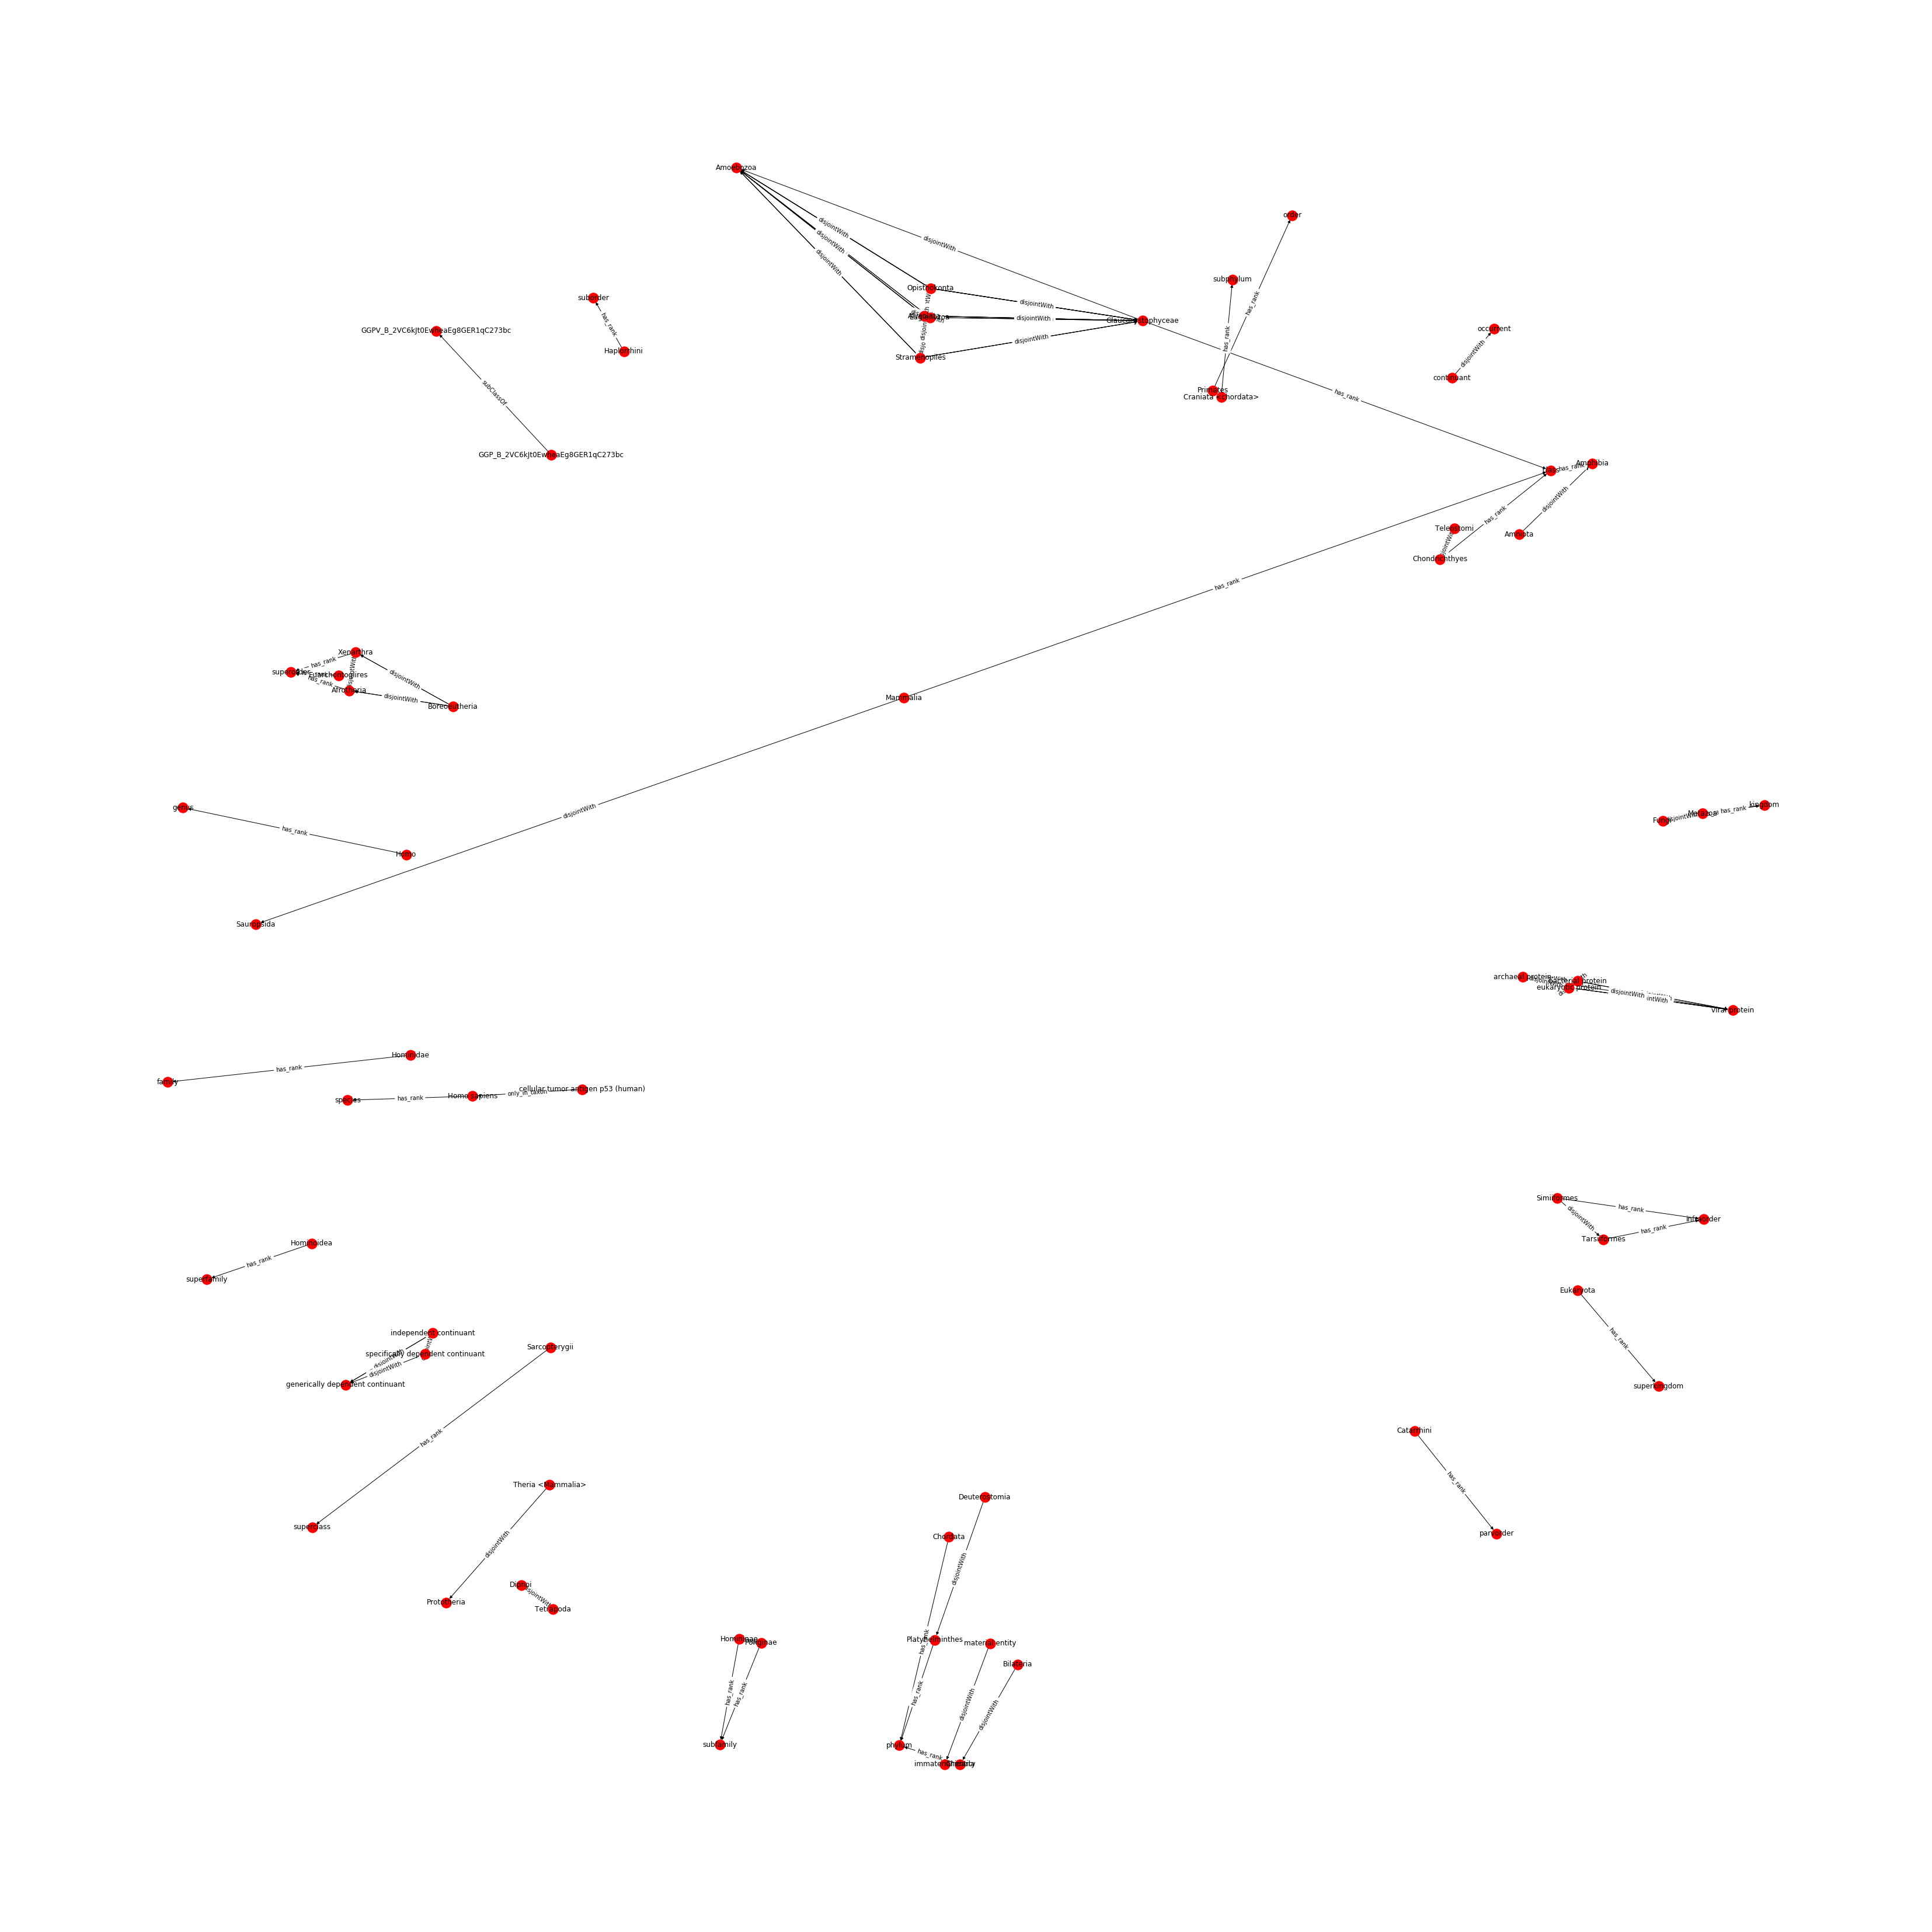 Amoebozoa
disjointWith
order
disjointWith
disjointWith
disjointWith
disjointWith
subphylum
Opisthokonta
suborder
has_rank
disjointWith
has_rank
Glaucocystophyceae
disjointWith
GGPV_B_2VC6kJt0EwheaEg8GER1qC273bc
occurrent
has_rank
disjointWith
Haplorrhini
Stramenopiles
disjointWith
disjointWith
continuant
subClassOf
Primates
Craniata <chordata>
has_rank
GGP_B_2VC6kJt0EwheaEg8GER1qC273bc
has_rank
Amphibia
disjointWith
has_rank
Teleostomi
Amniota
Chondrichthyes
has_rank
Xenarthra
has_rank
superorder
Euarchontoglires
has_rank
Afrotheria
disjointWith
disjointWith
disjointWith
Boreoeutheria
Mammalia
genus
disjointWith
kingdom
has_rank
Metazoa
Fungi
disjointWith
has_rank
Homo
Sauropsida
archaeal protein
bacterial protein
eukaryotic protein
disjointWith
viral protein
Hominidae
has_rank
family
cellular tumor antigen p53 (human)
only_in_taxon
Homo sapiens
has_rank
species
Simiiformes
has_rank
disjointWith
infraorder
has_rank
Tarsiiformes
Hominoidea
has_rank
superfamily
Eukaryota
has_rank
superkingdom
independent continuant
specifically dependent continuant
disjointWith
disjointWith
generically dependent continuant
Sarcopterygii
has_rank
superclass
Catarrhini
has_rank
parvorder
Theria <Mammalia>
disjointWith
Prototheria
Deuterostomia
Chordata
disjointWith
Dipnoi
disjointWith
Tetrapoda
Homininae
Ponginae
has_rank
has_rank
subfamily
has_rank
Platyhelminthes
has_rank
material entity
Bilateria
disjointWith
disjointWith
phylum
has_rank
immaterial entity